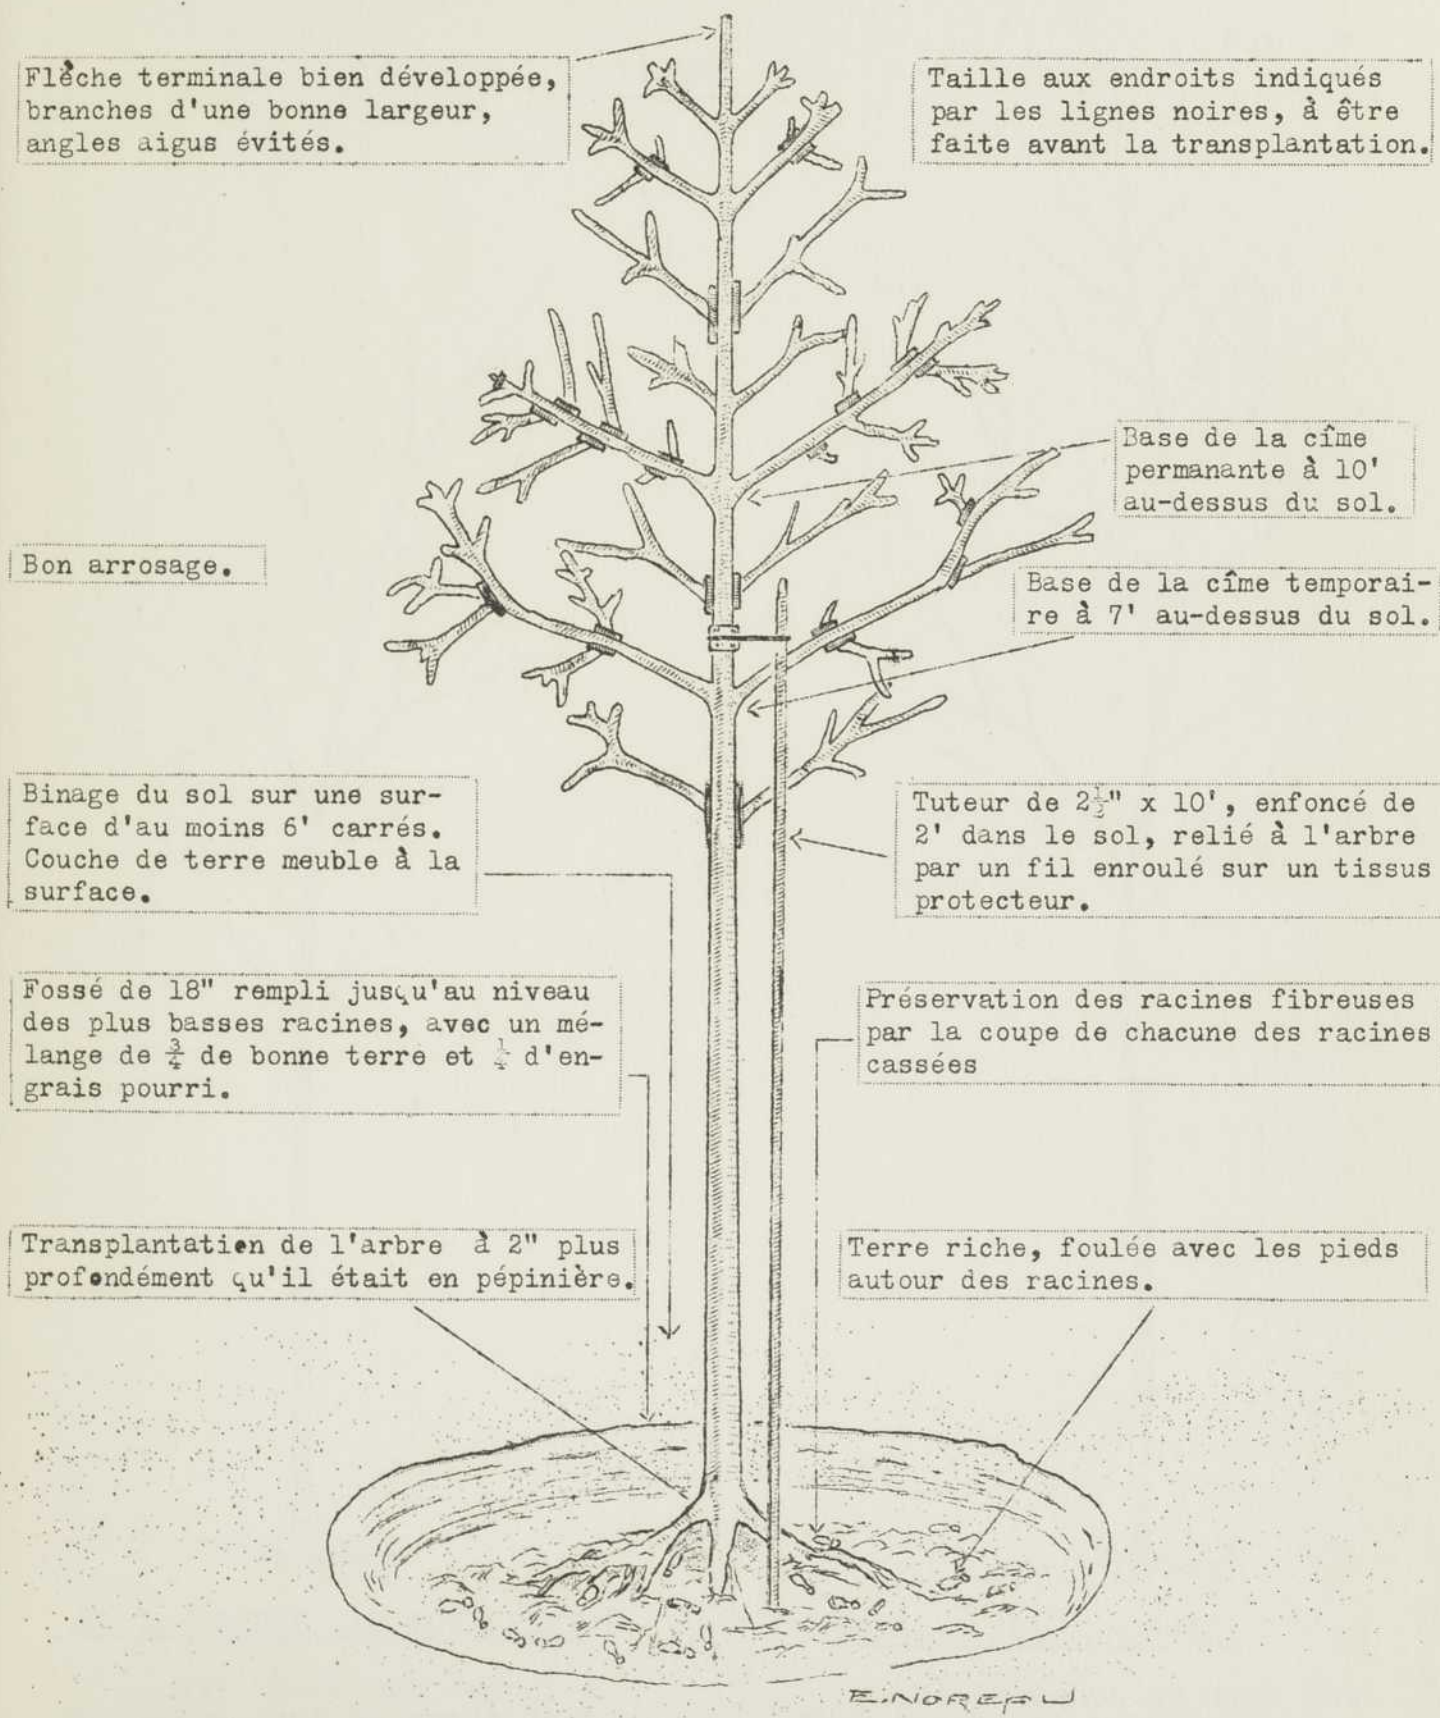 Flèche terminale bien développée,
branches d'une bonne largeur,
angles aigus évités.
Taille aux endroits indiqués
par les lignes noires, à être
faite avant la transplantation.
Base de la cîme
permanante à 10'
au-dessus du sol.
Bon arrosage.
Base de la cîme temporai-
re à 7' au-dessus du sol.
Binage du sol sur une sur-
face d'au moins 6' carrés.
Couche de terre meuble à la
surface.
Tuteur de 2½" x 10', enfoncé de
2' dans le sol, relié à l'arbre
par un fil enroulé sur un tissus
protecteur.
Fossé de 18" rempli jusqu'au niveau
des plus basses racines, avec un mé-
lange de ¾ de bonne terre et ¼ d'en-
grais pourri.
Préservation des racines fibreuses
par la coupe de chacune des racines
cassées
Transplantation de l'arbre à 2" plus
profondément qu'il était en pépinière.
Terre riche, foulée avec les pieds
autour des racines.
E. NOREAU